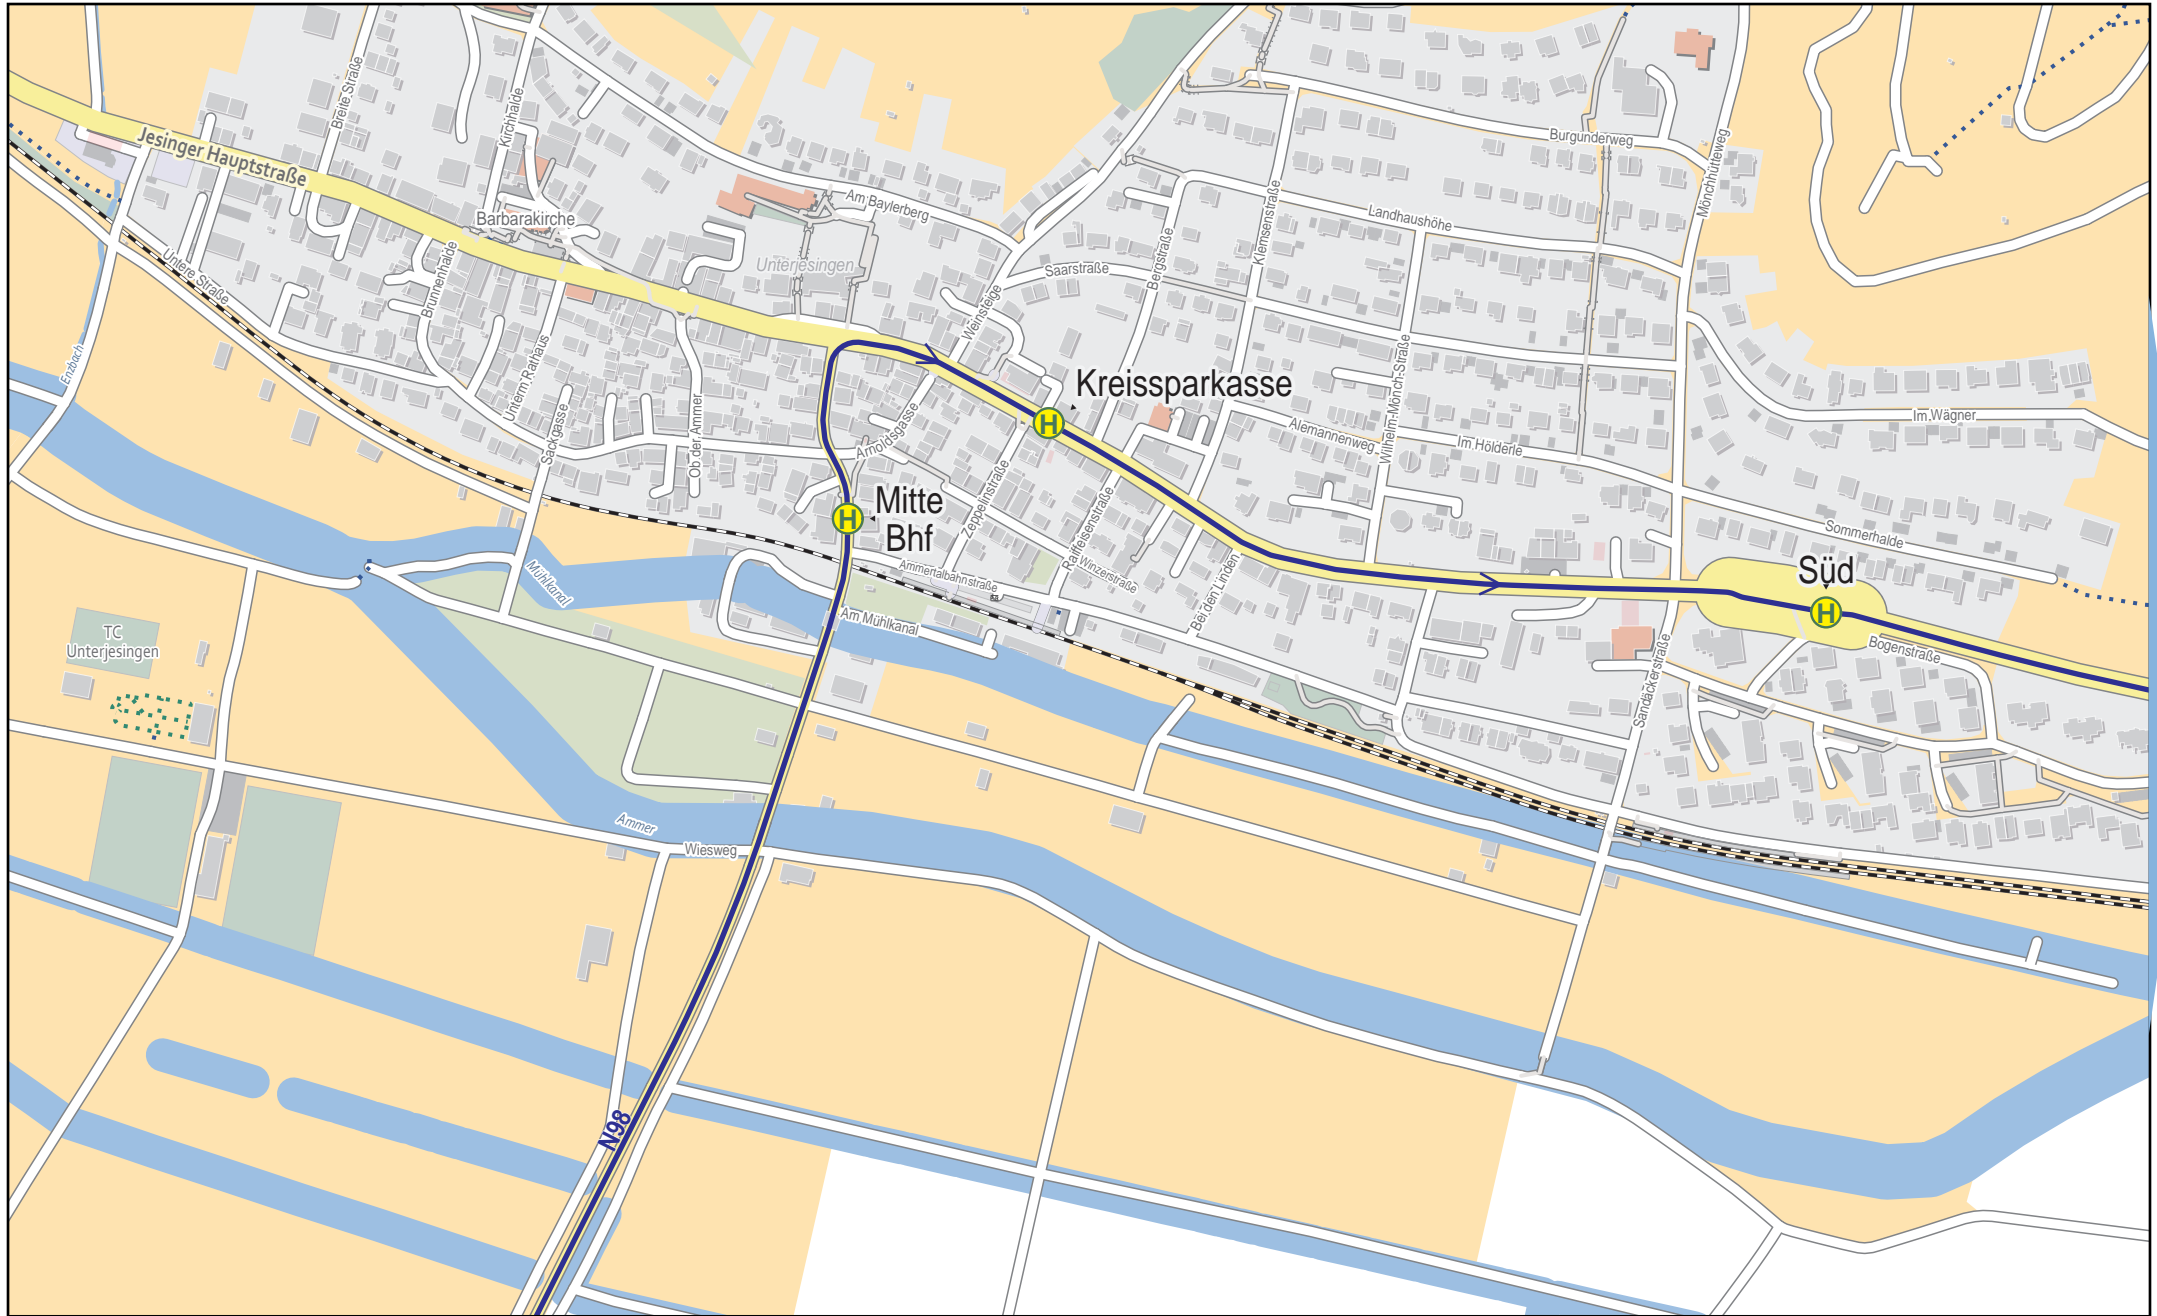 Breite Straße
Kirchhalde
Jesinger Hauptstraße
Barbarakirche
Am Baylerberg
Unterjesingen
Untere Straße
Brunnenhalde
Enzbach
Unterm Rathaus
Sackgasse
Ob der Ammer
Arnoldsgasse
Weinsteige
Saarstraße
Bergstraße
Klemsenstraße
Landhaushöhe
Burgunderweg
Mönchhütteweg
Kreissparkasse
H
Wilhelm-Mönch-Straße
Alemannenweg
Im Hölderle
Im Wägner
Sommerhalde
Mitte
Bhf
H
Zeppelinstraße
Raiffeisenstraße
Winzerstraße
Ammertalbahnstraße
Bei den Linden
Süd
H
Bogenstraße
Sandäckerstraße
Mühlkanal
Am Mühlkanal
TC
Unterjesingen
Ammer
Wiesweg
N98